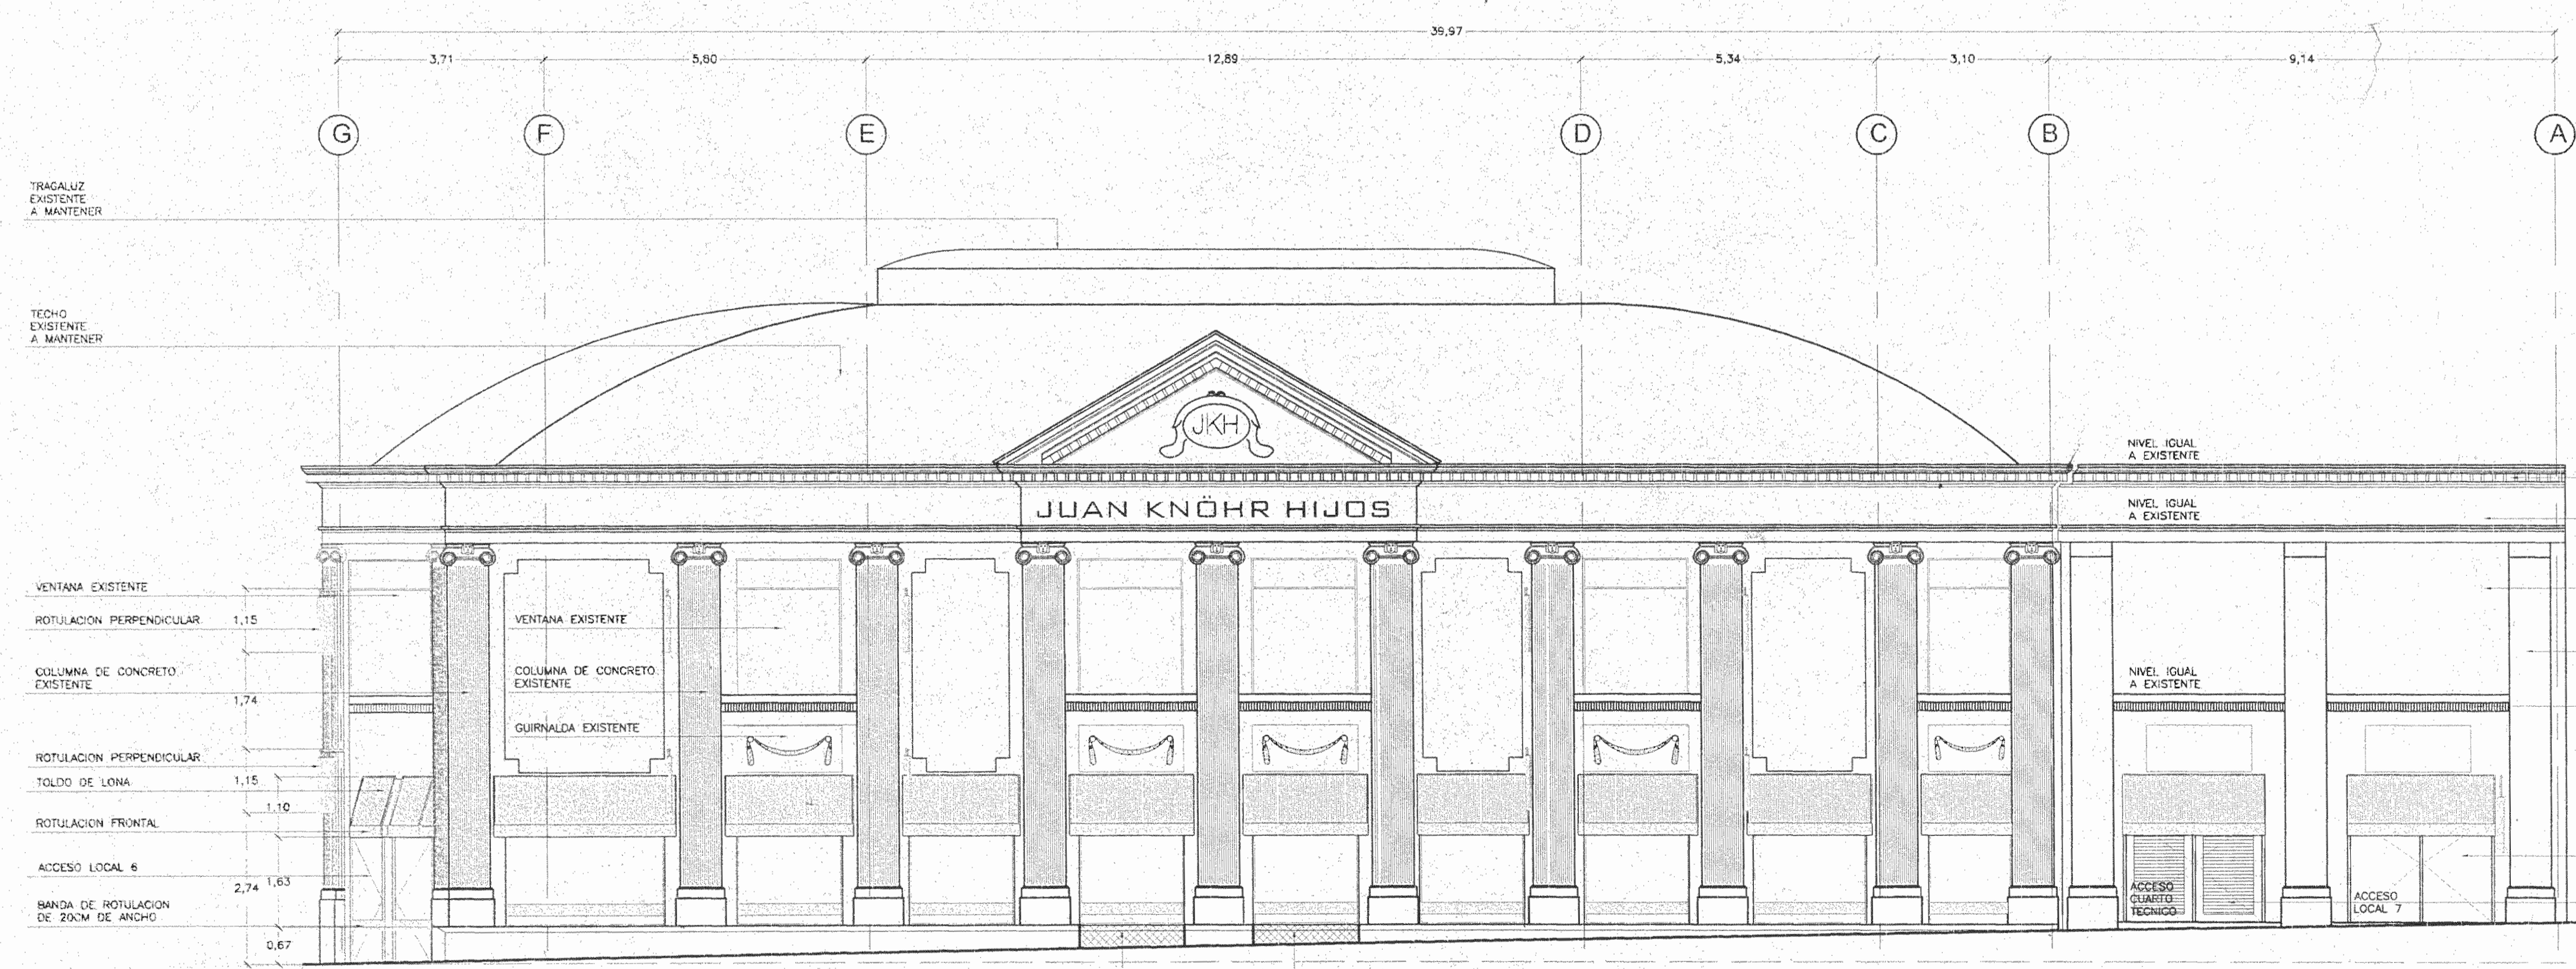 39,97
3,71
5,80
12,89
5,34
3,10
9,14
G
F
E
D
C
B
A
TRAGALUZ
EXISTENTE
A MANTENER
TECHO
EXISTENTE
A MANTENER
JKH
JUAN KNÖHR HIJOS
NIVEL IGUAL
A EXISTENTE
NIVEL IGUAL
A EXISTENTE
NIVEL IGUAL
A EXISTENTE
VENTANA EXISTENTE
ROTULACION PERPENDICULAR
1,15
COLUMNA DE CONCRETO
EXISTENTE
1,74
ROTULACION PERPENDICULAR
TOLDO DE LONA
1,15
1,10
ROTULACION FRONTAL
ACCESO LOCAL 6
2,74
1,63
BANDA DE ROTULACION
DE 20CM DE ANCHO
0,67
VENTANA EXISTENTE
COLUMNA DE CONCRETO
EXISTENTE
GUIRNALDA EXISTENTE
ACCESO
CUARTO
TECNICO
ACCESO
LOCAL 7